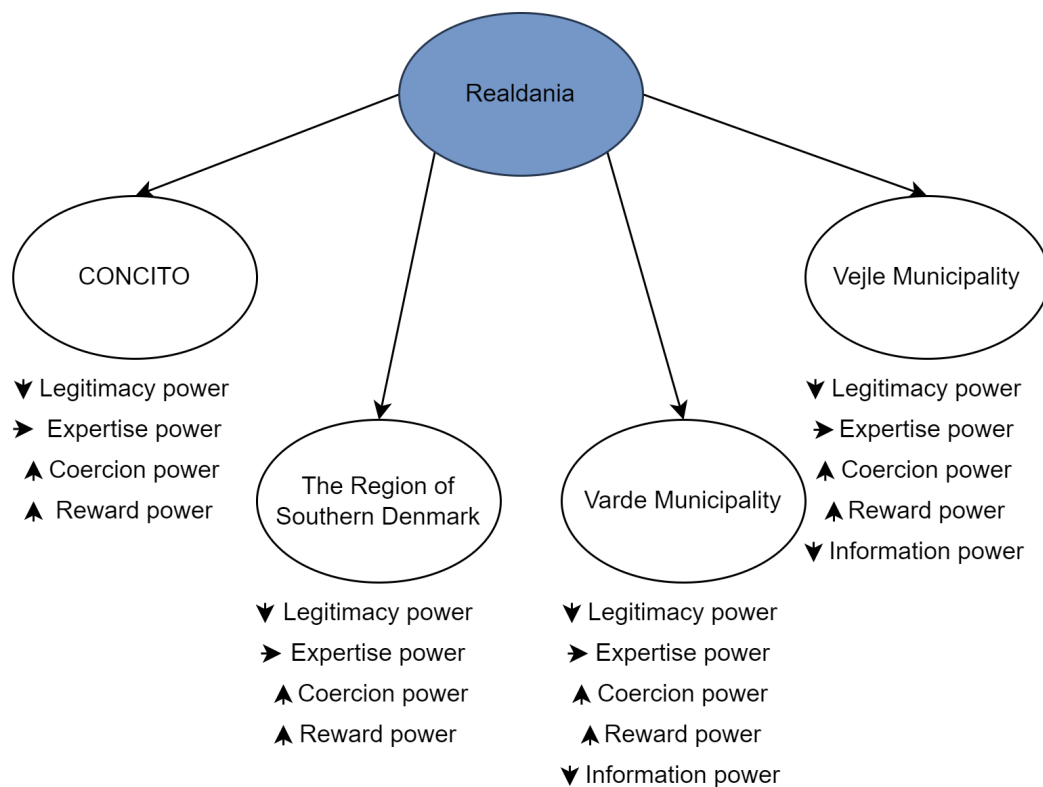 Realdania
CONCITO
Legitimacy power
Expertise power
Coercion power
Reward power
The Region of
Southern Denmark
Legitimacy power
Expertise power
Coercion power
Reward power
Varde Municipality
Legitimacy power
Expertise power
Coercion power
Reward power
Information power
Vejle Municipality
Legitimacy power
Expertise power
Coercion power
Reward power
Information power